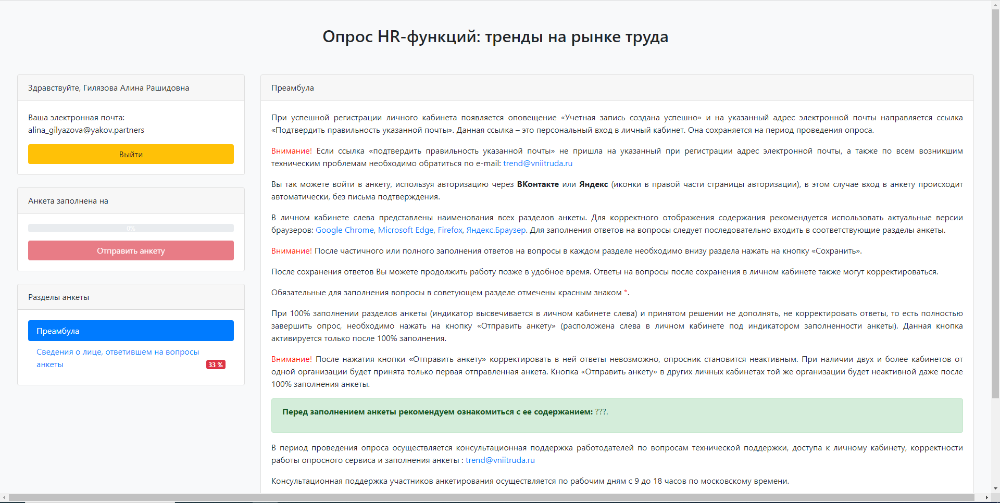 Опрос HR-функций: тренды на рынке труда
Здравствуйте, Гилязова Алина Рашидовна
Ваша электронная почта:
alina_gilyazova@yakov.partners
Выйти
Анкета заполнена на
0%
Отправить анкету
Разделы анкеты
Преамбула
Сведения о лице, ответившем на вопросы
анкеты
33 %
Преамбула
При успешной регистрации личного кабинета появляется оповещение «Учетная запись создана успешно» и на указанный адрес электронной почты направляется ссылка
«Подтвердить правильность указанной почты». Данная ссылка – это персональный вход в личный кабинет. Она сохраняется на период проведения опроса.
Внимание! Если ссылка «подтвердить правильность указанной почты» не пришла на указанный при регистрации адрес электронной почты, а также по всем возникшим
техническим проблемам необходимо обратиться по e-mail: trend@vniitruda.ru
Вы так можете войти в анкету, используя авторизацию через ВКонтакте или Яндекс (иконки в правой части страницы авторизации), в этом случае вход в анкету происходит
автоматически, без письма подтверждения.
В личном кабинете слева представлены наименования всех разделов анкеты. Для корректного отображения содержания рекомендуется использовать актуальные версии
браузеров: Google Chrome, Microsoft Edge, Firefox, Яндекс.Браузер. Для заполнения ответов на вопросы следует последовательно входить в соответствующие разделы анкеты.
Внимание! После частичного или полного заполнения ответов на вопросы в каждом разделе необходимо внизу раздела нажать на кнопку «Сохранить».
После сохранения ответов Вы можете продолжить работу позже в удобное время. Ответы на вопросы после сохранения в личном кабинете также могут корректироваться.
Обязательные для заполнения вопросы в советующем разделе отмечены красным знаком *.
При 100% заполнении разделов анкеты (индикатор высвечивается в личном кабинете слева) и принятом решении не дополнять, не корректировать ответы, то есть полностью
завершить опрос, необходимо нажать на кнопку «Отправить анкету» (расположена слева в личном кабинете под индикатором заполненности анкеты). Данная кнопка
активируется только после 100% заполнения.
Внимание! После нажатия кнопки «Отправить анкету» корректировать в ней ответы невозможно, опросник становится неактивным. При наличии двух и более кабинетов от
одной организации будет принята только первая отправленная анкета. Кнопка «Отправить анкету» в других личных кабинетах той же организации будет неактивной даже после
100% заполнения анкеты.
Перед заполнением анкеты рекомендуем ознакомиться с ее содержанием: ???.
В период проведения опроса осуществляется консультационная поддержка работодателей по вопросам технической поддержки, доступа к личному кабинету, корректности
работы опросного сервиса и заполнения анкеты : trend@vniitruda.ru
Консультационная поддержка участников анкетирования осуществляется по рабочим дням с 9 до 18 часов по московскому времени.